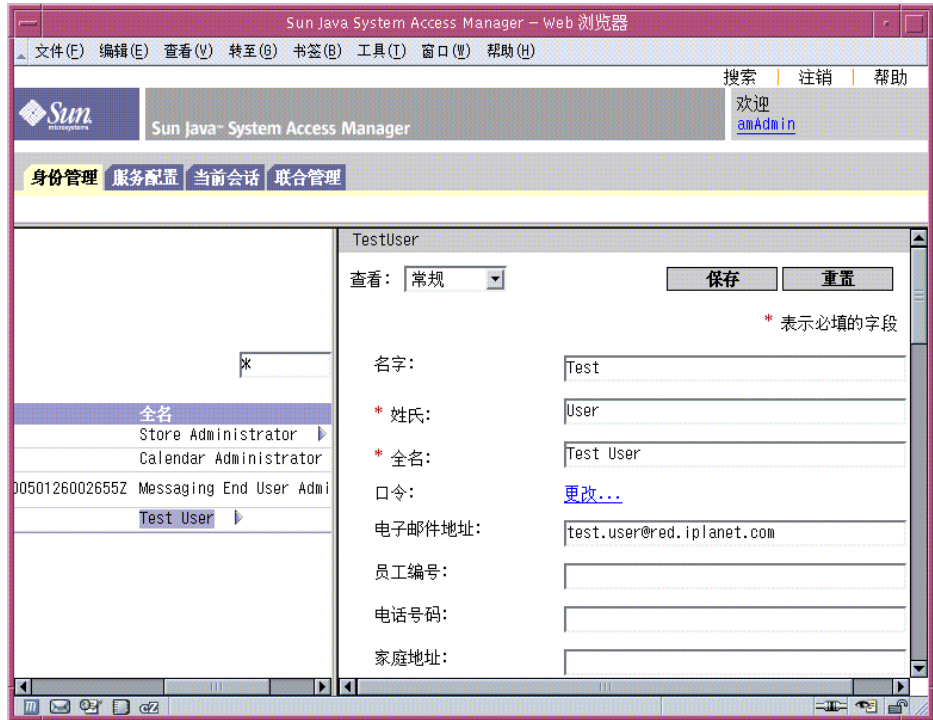 Sun Java System Access Manager – Web 浏览器
文件(F) 编辑(E) 查看(V) 转至(G) 书签(B) 工具(T) 窗口(W) 帮助(H)
搜索 | 注销 | 帮助
Sun
microsystems
Sun Java™ System Access Manager
欢迎
amAdmin
身份管理 服务配置 当前会话 联合管理
*
全名
Store Administrator
Calendar Administrator
0050126002655Z Messaging End User Admi
Test User
TestUser
查看: 常规 保存 重置
* 表示必填的字段
名字: Test
* 姓氏: User
* 全名: Test User
口令: 更改...
电子邮件地址: test.user@red.iplanet.com
员工编号:
电话号码:
家庭地址: